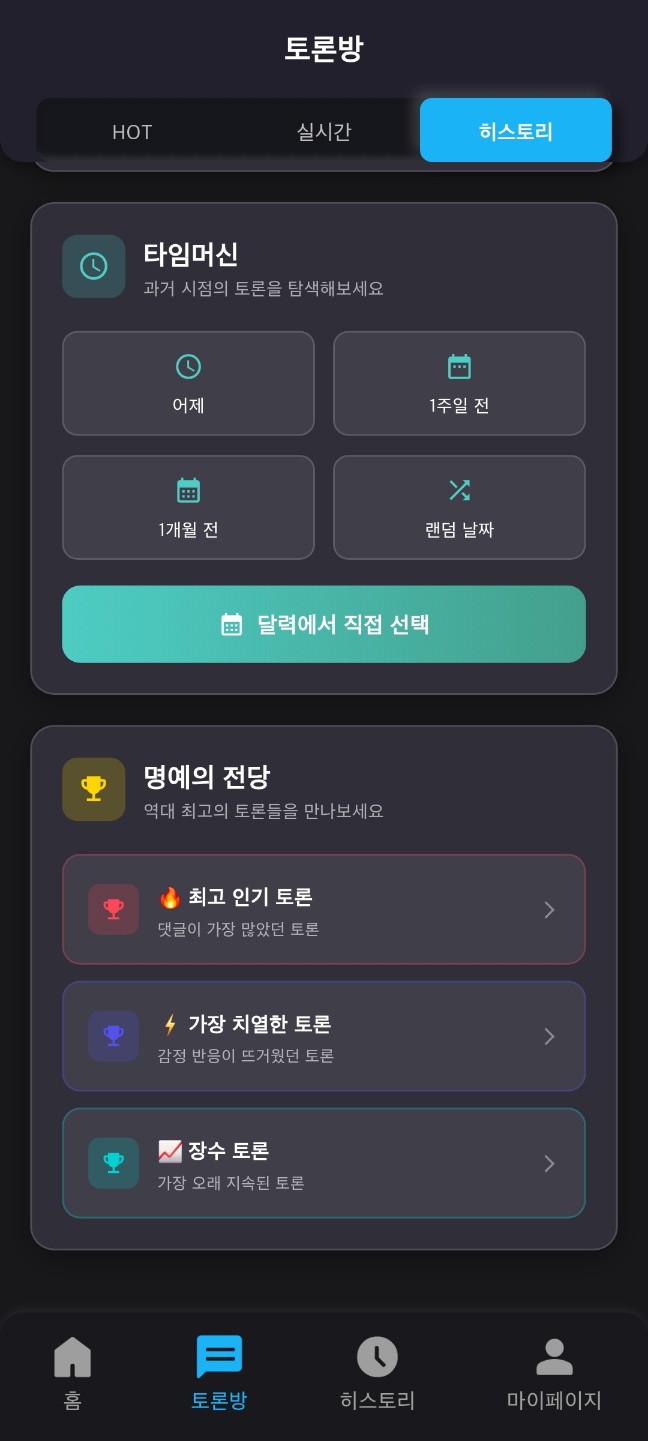 토론방
HOT
실시간
히스토리
타임머신
과거 시점의 토론을 탐색해보세요
어제
1주일 전
1개월 전
랜덤 날짜
달력에서 직접 선택
명예의 전당
역대 최고의 토론들을 만나보세요
🔥 최고 인기 토론
댓글이 가장 많았던 토론
⚡ 가장 치열한 토론
감정 반응이 뜨거웠던 토론
📈 장수 토론
가장 오래 지속된 토론
홈
토론방
히스토리
마이페이지